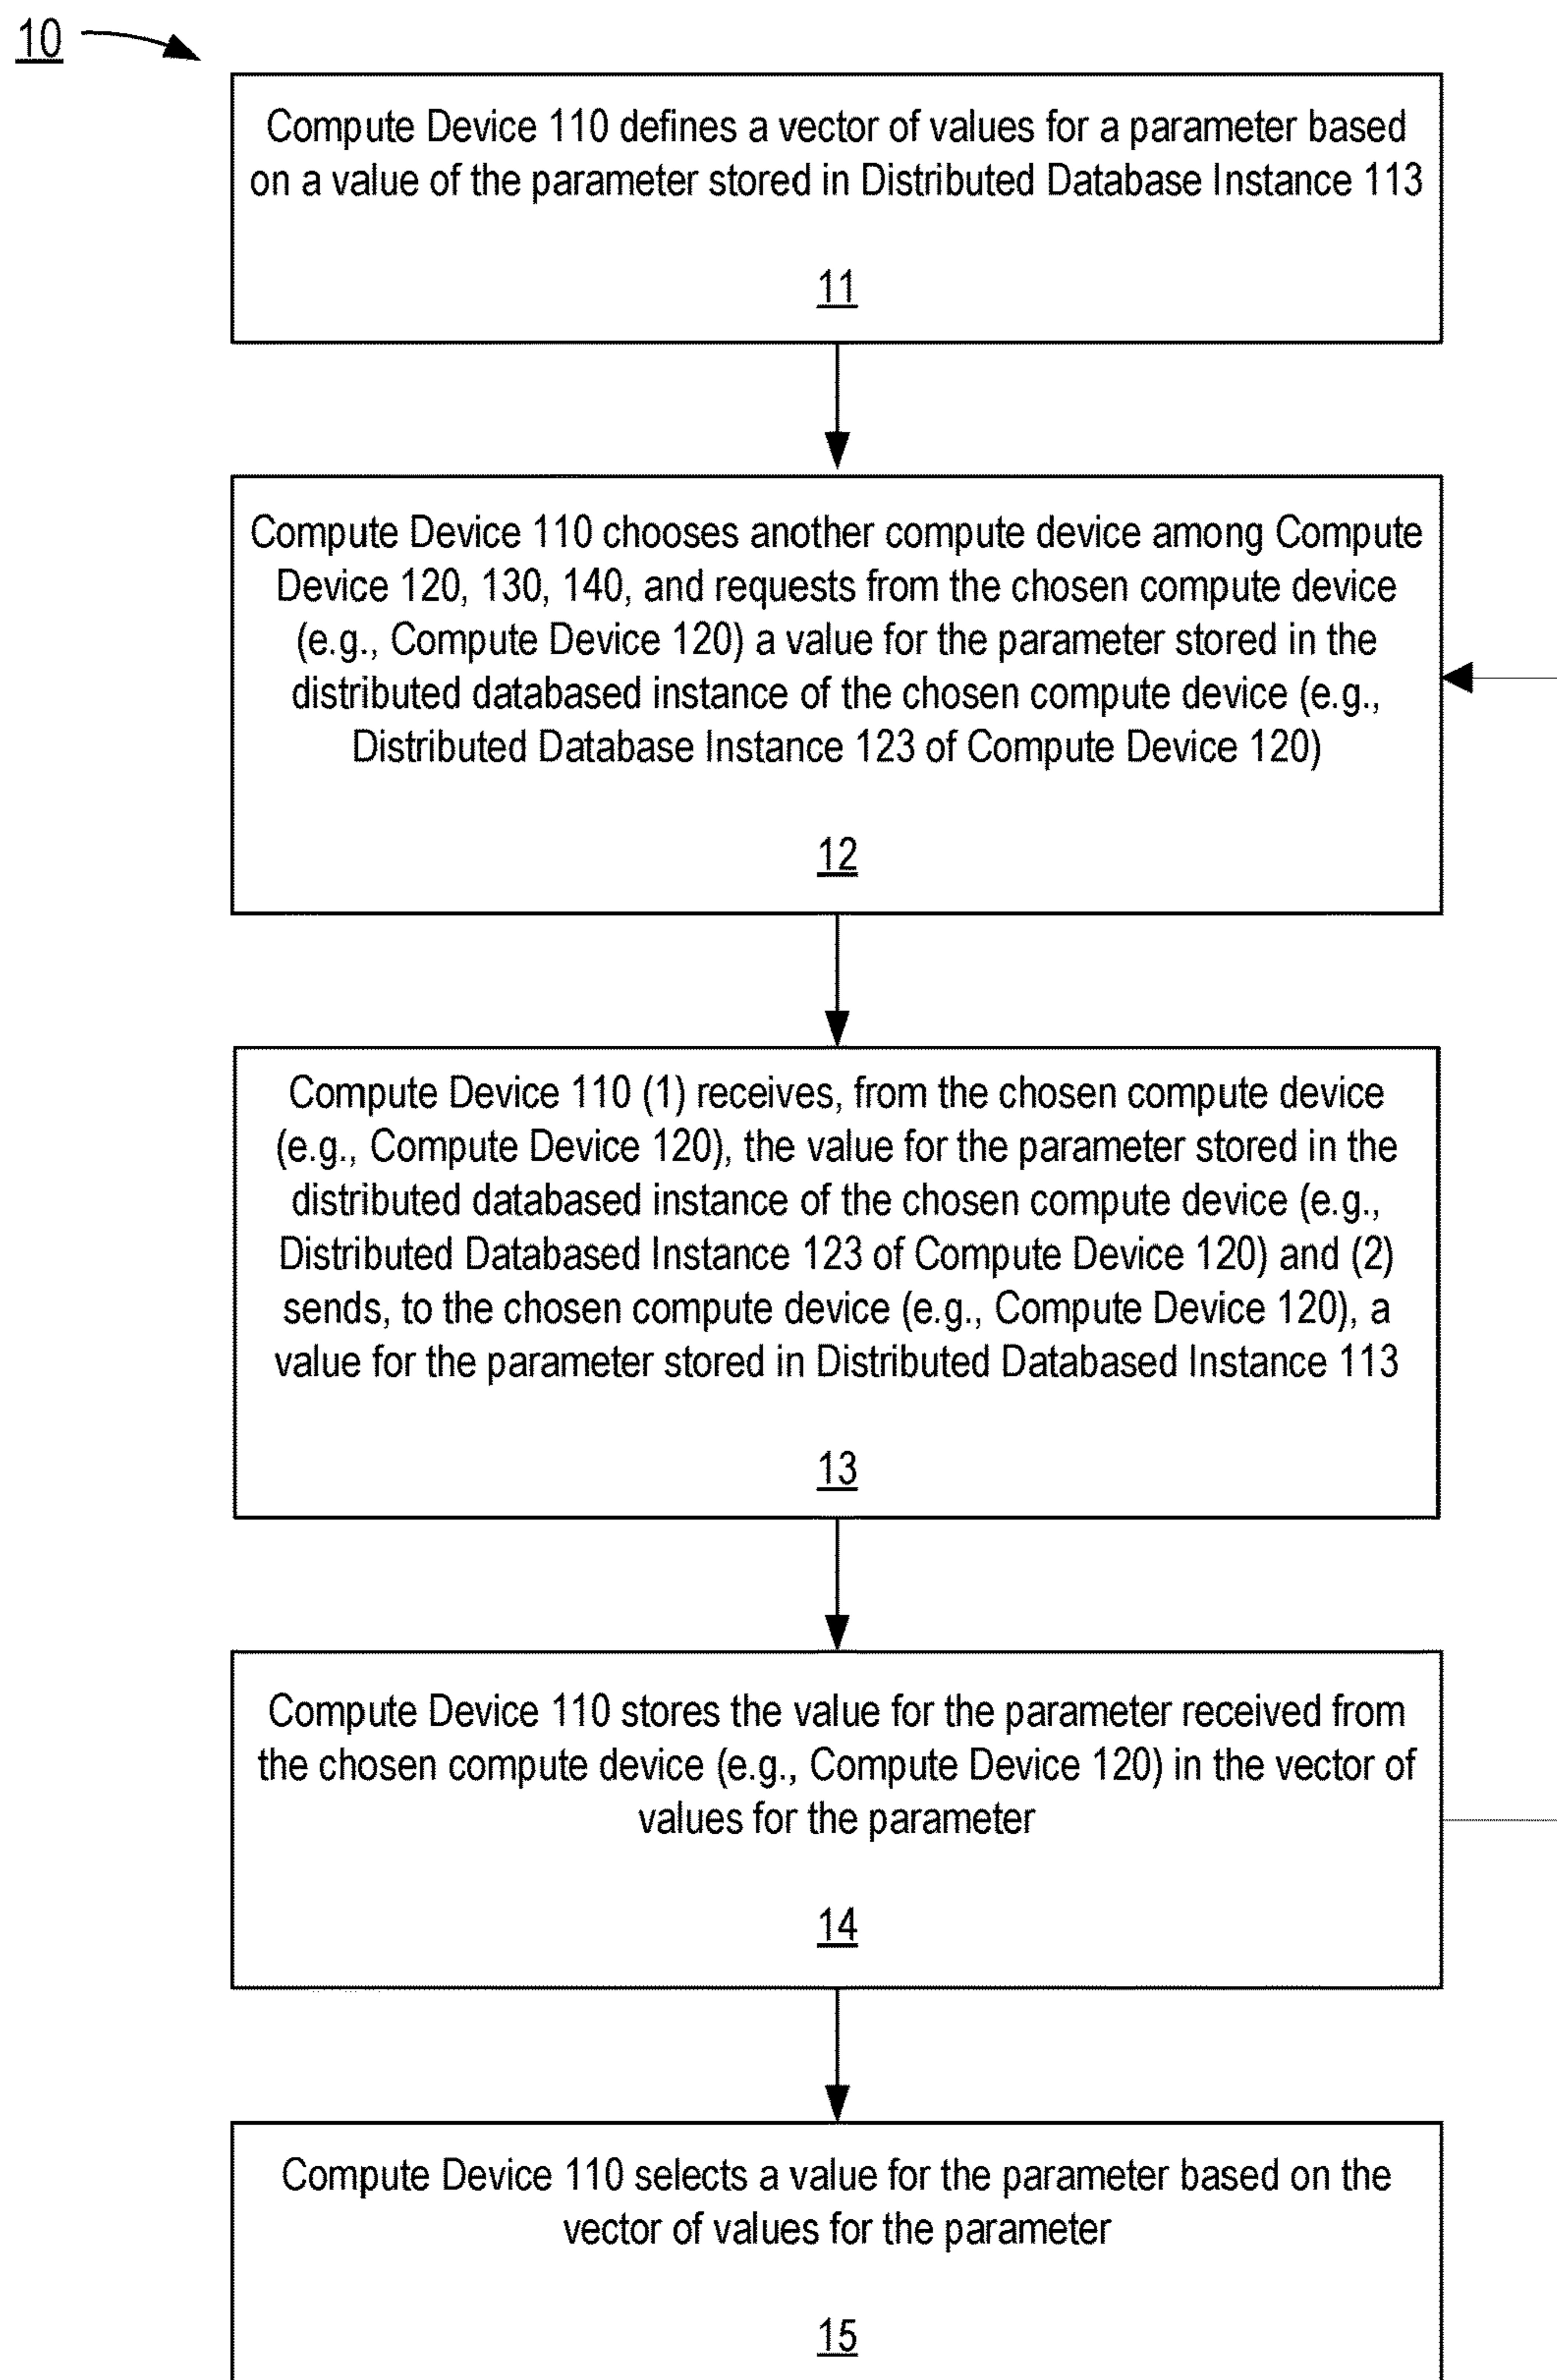 10
Compute Device 110 defines a vector of values for a parameter based
on a value of the parameter stored in Distributed Database Instance 113
11
Compute Device 110 chooses another compute device among Compute
Device 120, 130, 140, and requests from the chosen compute device
(e.g., Compute Device 120) a value for the parameter stored in the
distributed databased instance of the chosen compute device (e.g.,
Distributed Database Instance 123 of Compute Device 120)
12
Compute Device 110 (1) receives, from the chosen compute device
(e.g., Compute Device 120), the value for the parameter stored in the
distributed databased instance of the chosen compute device (e.g.,
Distributed Databased Instance 123 of Compute Device 120) and (2)
sends, to the chosen compute device (e.g., Compute Device 120), a
value for the parameter stored in Distributed Databased Instance 113
13
Compute Device 110 stores the value for the parameter received from
the chosen compute device (e.g., Compute Device 120) in the vector of
values for the parameter
14
Compute Device 110 selects a value for the parameter based on the
vector of values for the parameter
15